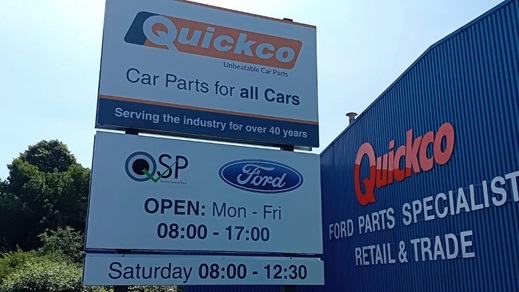 Quickco
Unbeatable Car Parts
Car Parts for all Cars
Serving the industry for over 40 years
QSP
Ford
OPEN: Mon - Fri
08:00 - 17:00
Saturday 08:00 - 12:30
Quickco
FORD PARTS SPECIALIST
RETAIL & TRADE